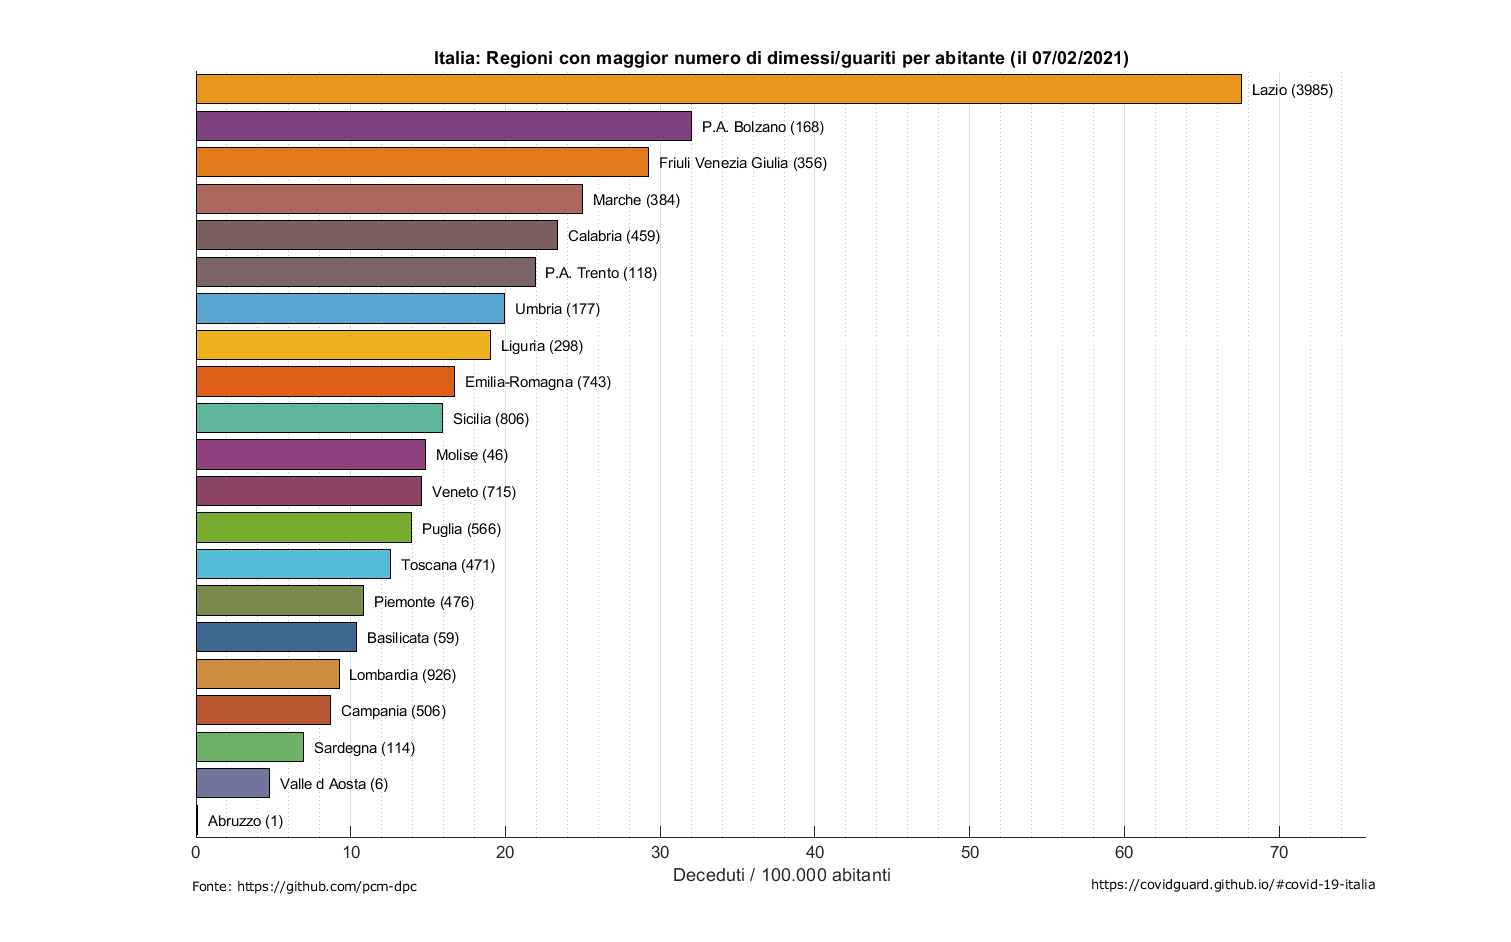 Italia: Regioni con maggior numero di dimessi/guariti per abitante (il 07/02/2021)
Lazio (3985)
P.A. Bolzano (168)
Friuli Venezia Giulia (356)
Marche (384)
Calabria (459)
P.A. Trento (118)
Umbria (177)
Liguria (298)
Emilia-Romagna (743)
Sicilia (806)
Molise (46)
Veneto (715)
Puglia (566)
Toscana (471)
Piemonte (476)
Basilicata (59)
Lombardia (926)
Campania (506)
Sardegna (114)
Valle d Aosta (6)
Abruzzo (1)
0 10 20 30 40 50 60 70
Deceduti / 100.000 abitanti
Fonte: https://github.com/pcm-dpc
https://covidguard.github.io/#covid-19-italia